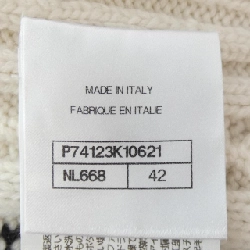 MADE IN ITALY
FABRIQUE EN ITALIE
P74123K10621
NL668 42